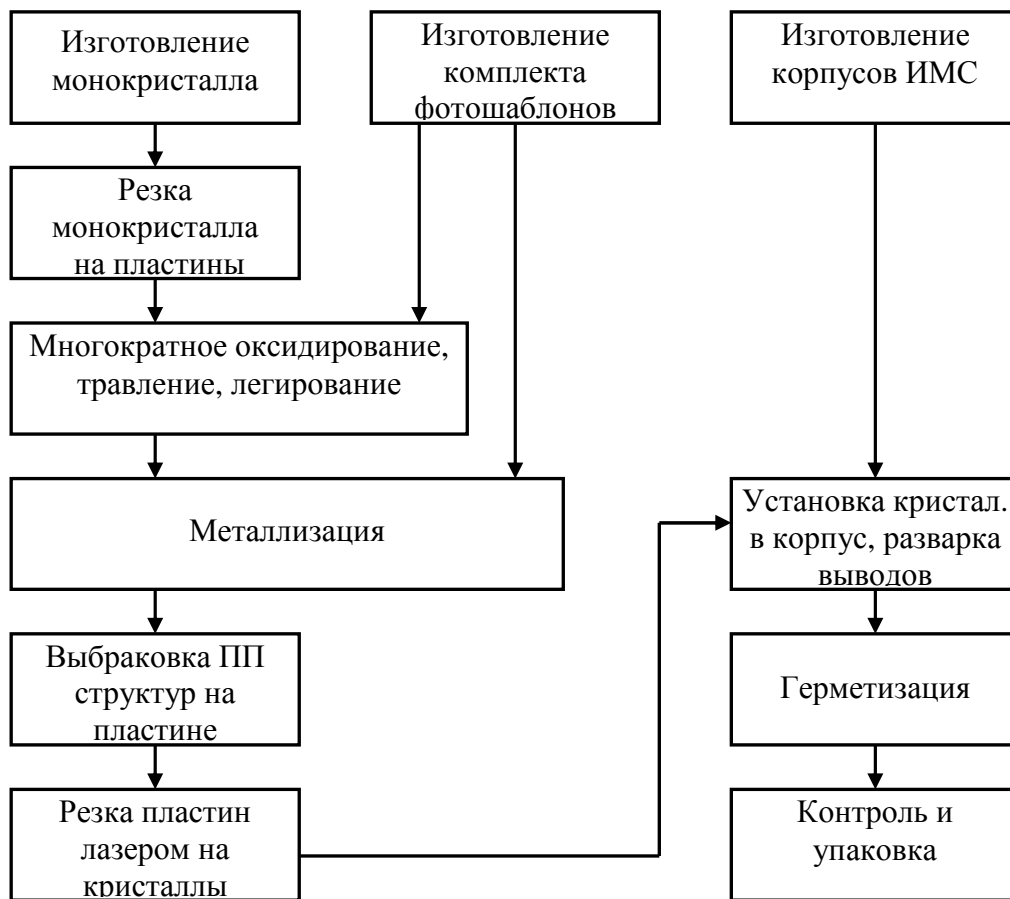 Изготовление
монокристалла
Изготовление
комплекта
фотошаблонов
Изготовление
корпусов ИМС
Резка
монокристалла
на пластины
Многократное оксидирование,
травление, легирование
Металлизация
Установка кристал.
в корпус, разварка
выводов
Выбраковка ПП
структур на
пластине
Герметизация
Резка пластин
лазером на
кристаллы
Контроль и
упаковка